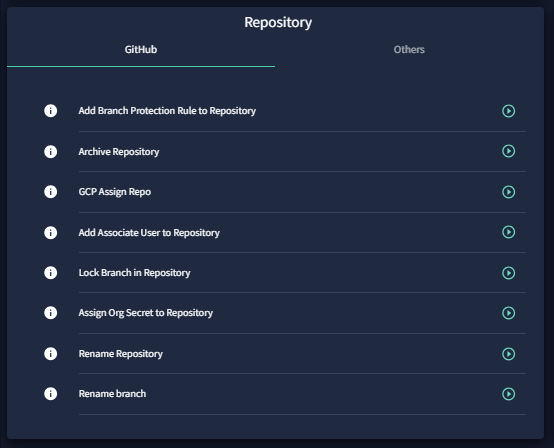 Repository
GitHub
Others
Add Branch Protection Rule to Repository
Archive Repository
GCP Assign Repo
Add Associate User to Repository
Lock Branch in Repository
Assign Org Secret to Repository
Rename Repository
Rename branch